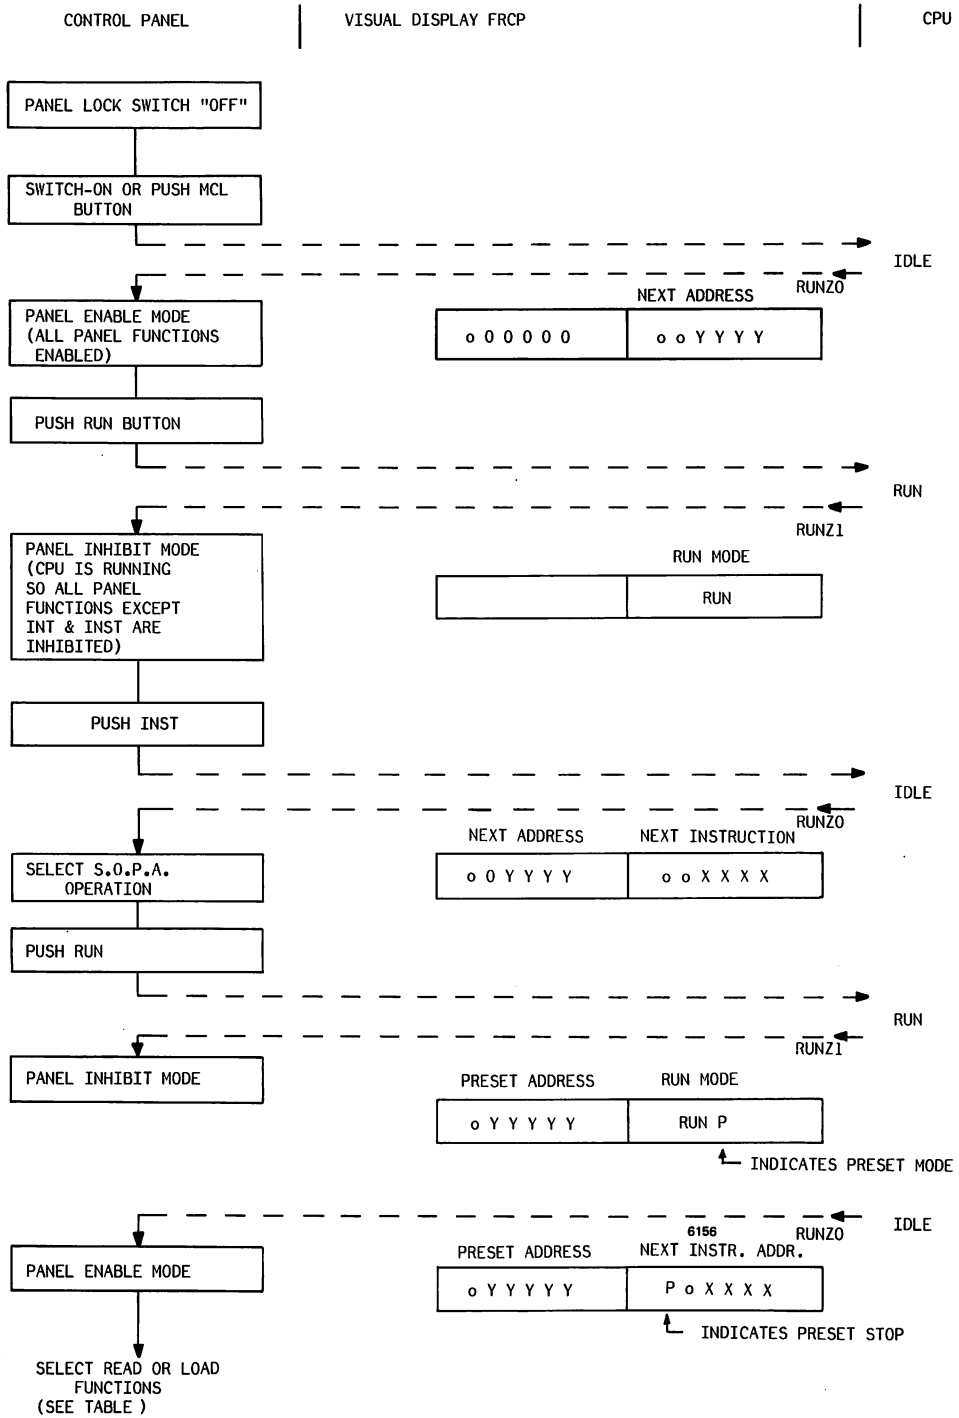 CONTROL PANEL
VISUAL DISPLAY FRCP
CPU
PANEL LOCK SWITCH "OFF"
SWITCH-ON OR PUSH MCL
BUTTON
IDLE
RUNZ0
NEXT ADDRESS
PANEL ENABLE MODE
(ALL PANEL FUNCTIONS
ENABLED)
o 0 0 0 0 0
o o Y Y Y Y
PUSH RUN BUTTON
RUN
RUNZ1
PANEL INHIBIT MODE
(CPU IS RUNNING
SO ALL PANEL
FUNCTIONS EXCEPT
INT & INST ARE
INHIBITED)
RUN MODE
RUN
PUSH INST
IDLE
RUNZ0
NEXT ADDRESS
NEXT INSTRUCTION
SELECT S.O.P.A.
OPERATION
o 0 Y Y Y Y
o o X X X X
PUSH RUN
RUN
RUNZ1
PANEL INHIBIT MODE
PRESET ADDRESS
RUN MODE
o Y Y Y Y Y
RUN P
INDICATES PRESET MODE
IDLE
RUNZ0
6156
PRESET ADDRESS
NEXT INSTR. ADDR.
PANEL ENABLE MODE
o Y Y Y Y Y
P o X X X X
INDICATES PRESET STOP
SELECT READ OR LOAD
FUNCTIONS
(SEE TABLE )